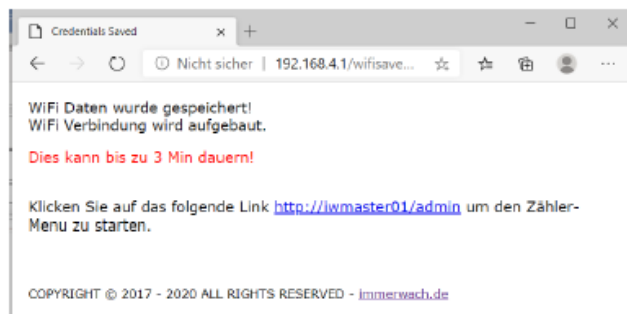 Credentials Saved
Nicht sicher | 192.168.4.1/wifisave...
WiFi Daten wurde gespeichert!
WiFi Verbindung wird aufgebaut.
Dies kann bis zu 3 Min dauern!
Klicken Sie auf das folgende Link http://iwmaster01/admin um den Zähler-
Menu zu starten.
COPYRIGHT © 2017 - 2020 ALL RIGHTS RESERVED - immerwach.de